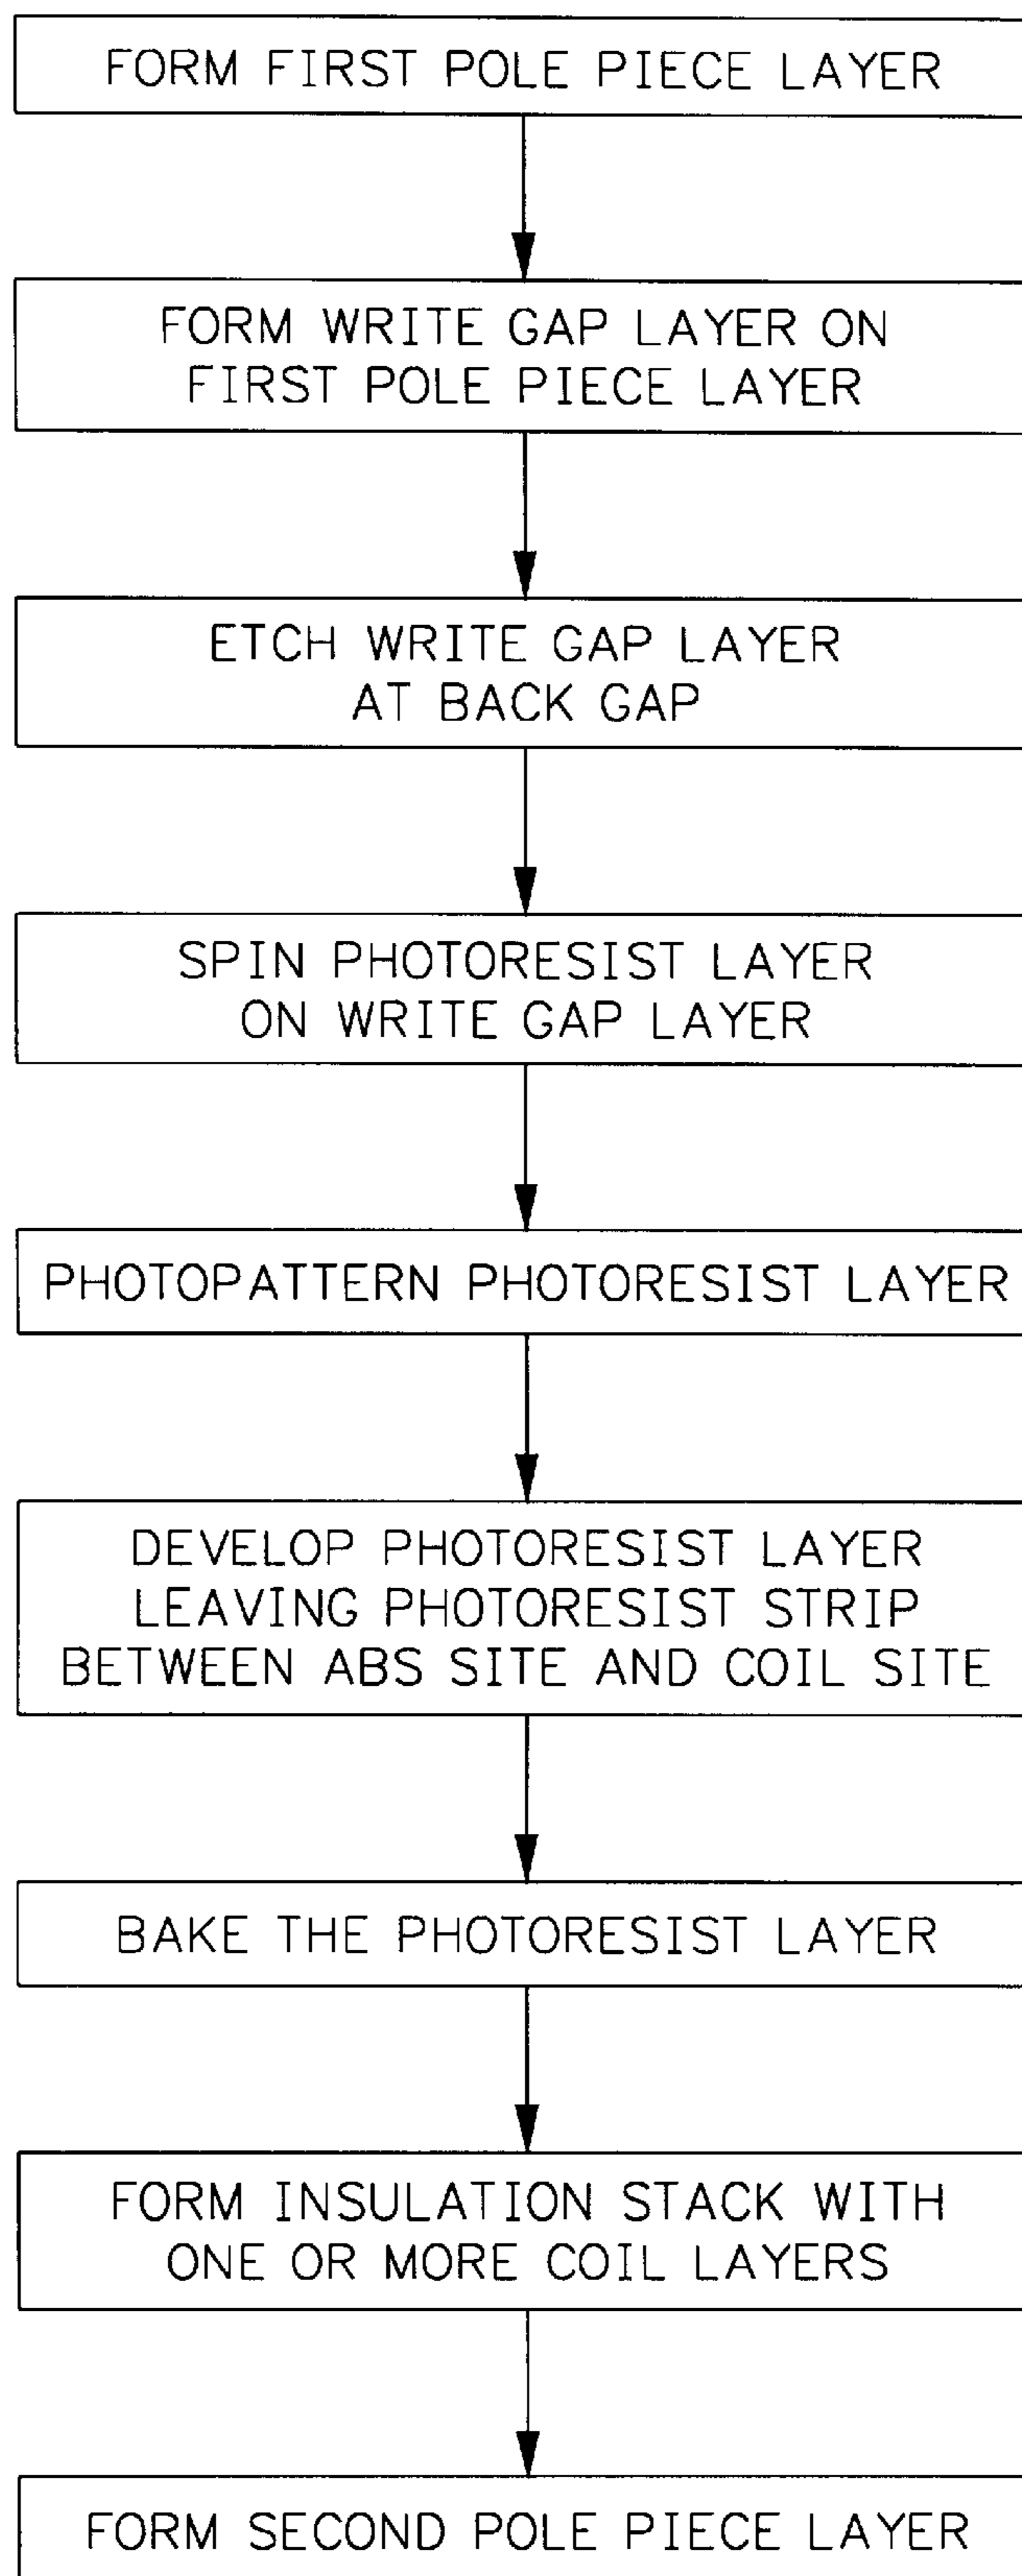 FORM FIRST POLE PIECE LAYER
FORM WRITE GAP LAYER ON
FIRST POLE PIECE LAYER
ETCH WRITE GAP LAYER
AT BACK GAP
SPIN PHOTORESIST LAYER
ON WRITE GAP LAYER
PHOTOPATTERN PHOTORESIST LAYER
DEVELOP PHOTORESIST LAYER
LEAVING PHOTORESIST STRIP
BETWEEN ABS SITE AND COIL SITE
BAKE THE PHOTORESIST LAYER
FORM INSULATION STACK WITH
ONE OR MORE COIL LAYERS
FORM SECOND POLE PIECE LAYER